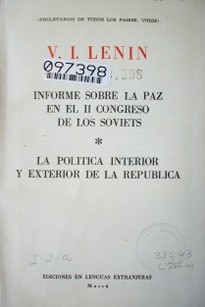 ¡PROLETARIOS DE TODOS LOS PAISES, UNIOS!
V. I. LENIN
097398
INFORME SOBRE LA PAZ
EN EL II CONGRESO
DE LOS SOVIETS
*
LA POLITICA INTERIOR
Y EXTERIOR DE LA REPUBLICA
EDICIONES EN LENGUAS EXTRANJERAS